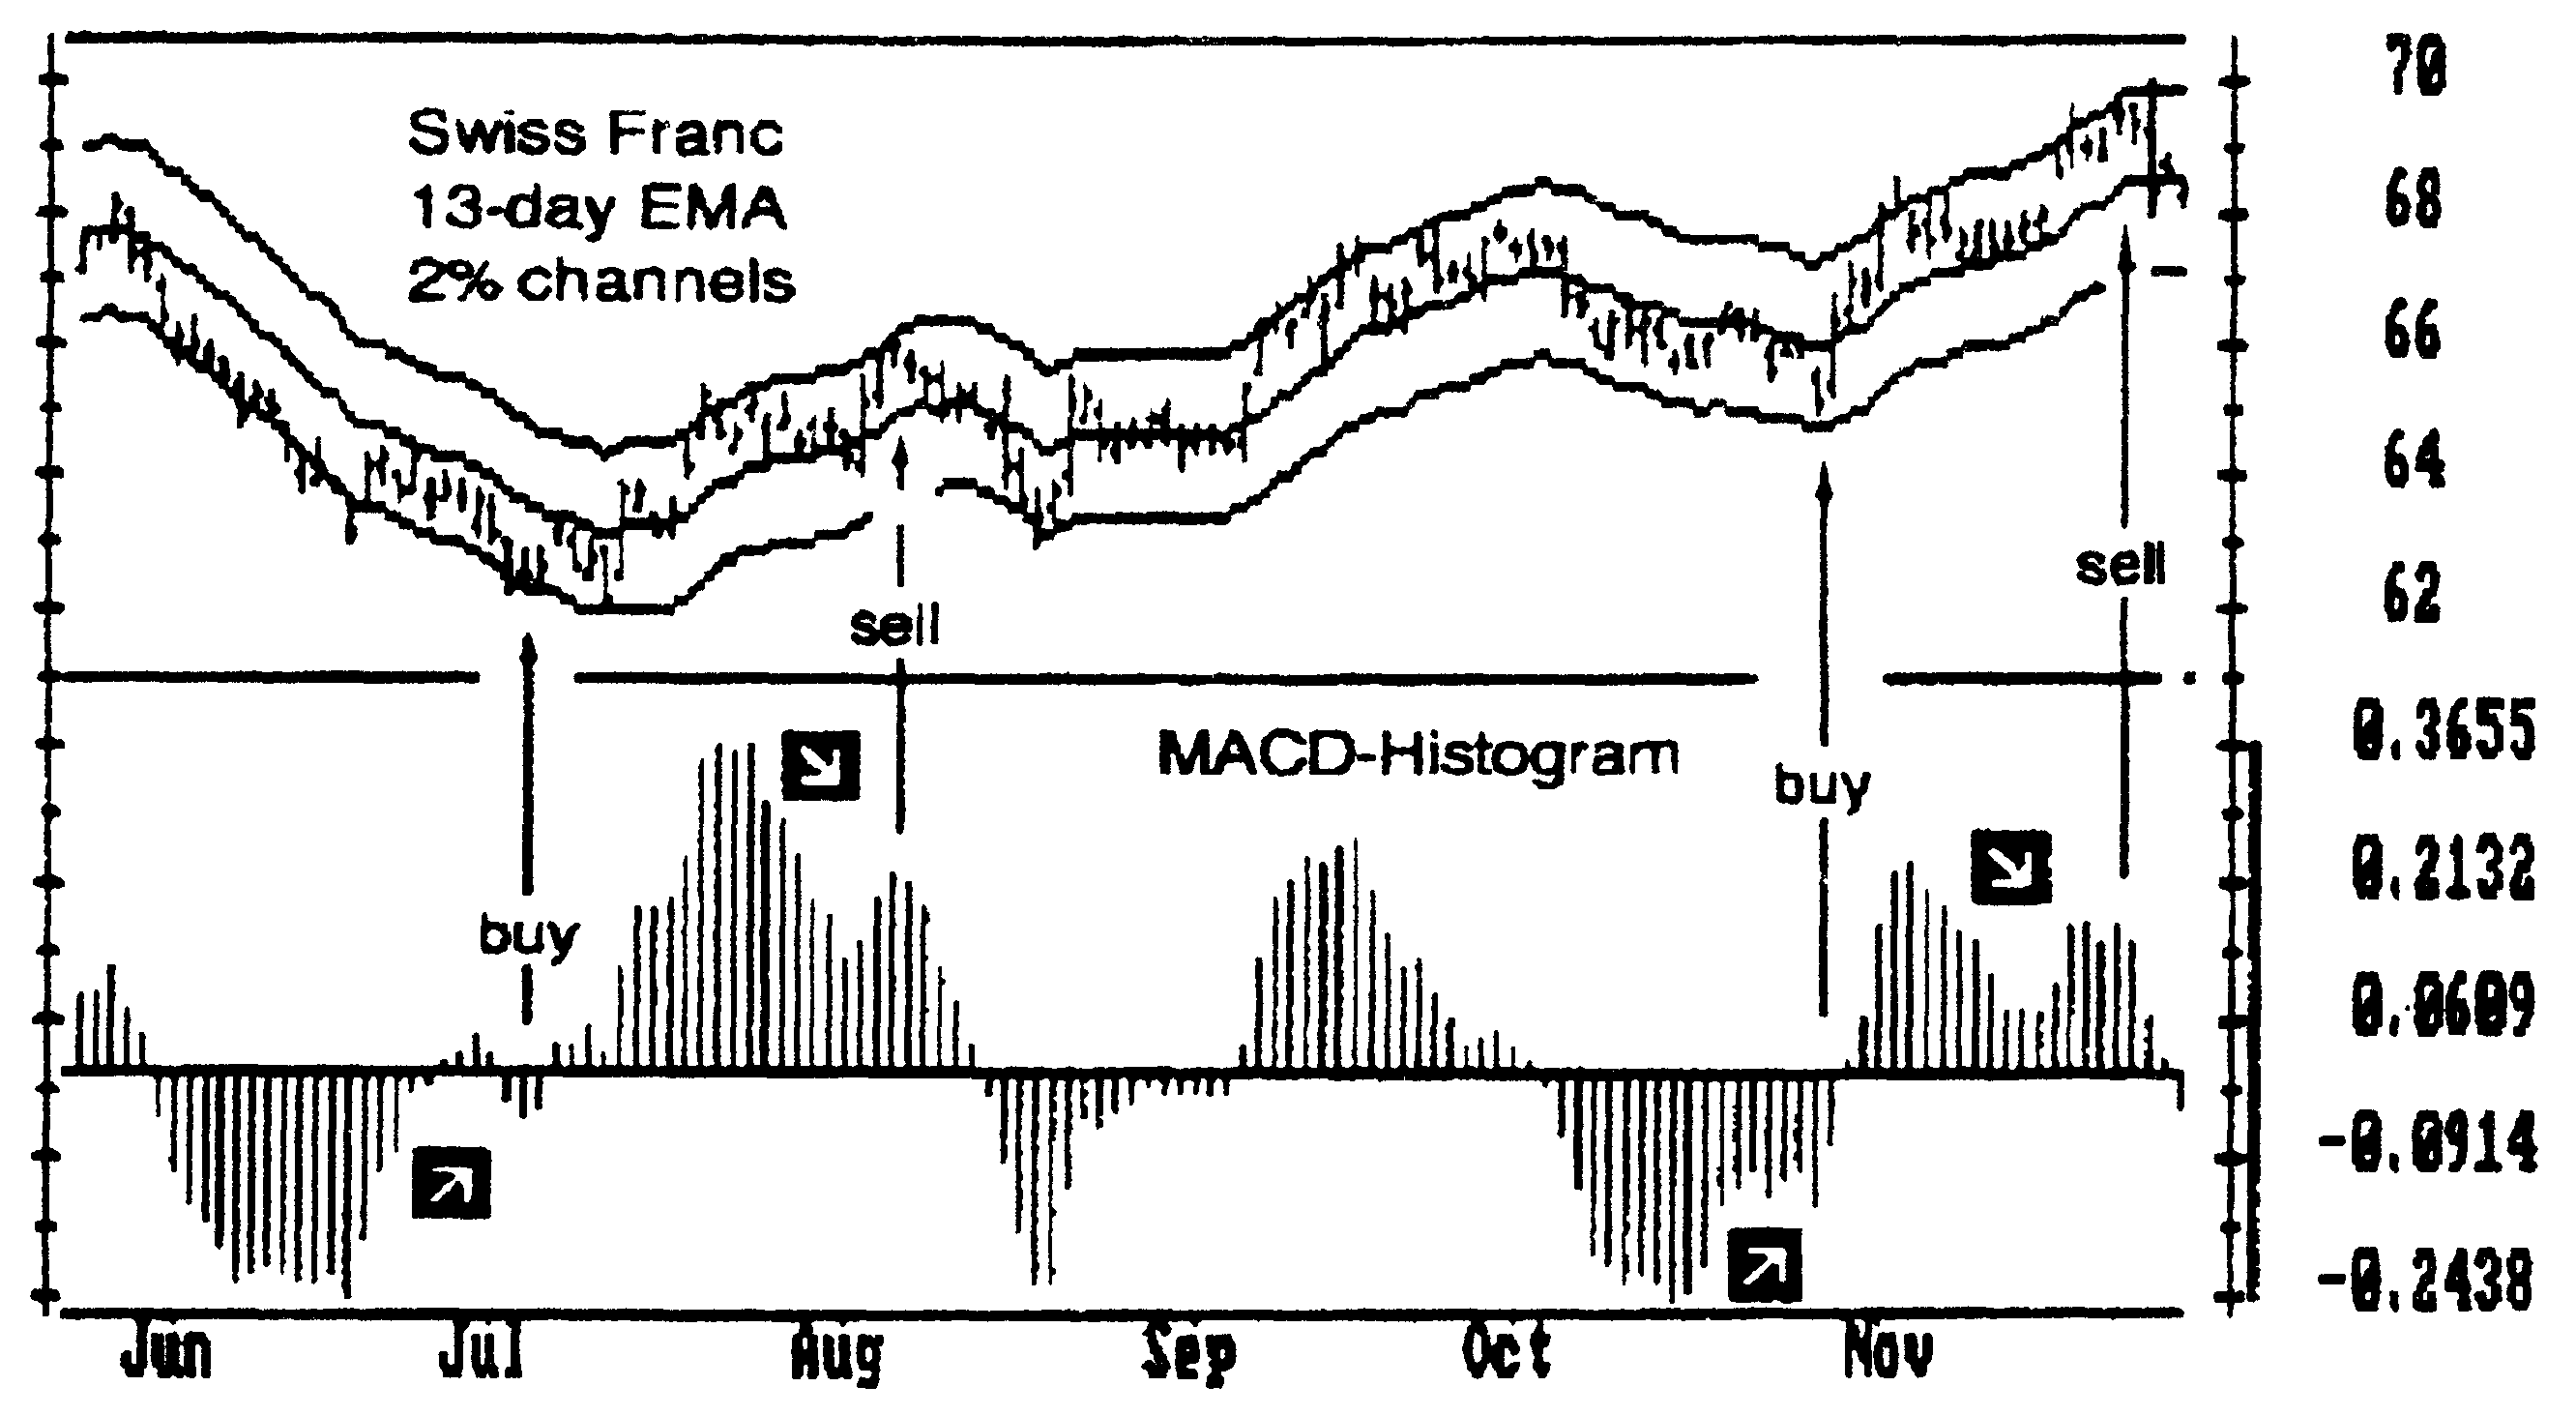 Swiss Franc
13-day EMA
2% channels
70
68
66
64
62
sell
sell
buy
buy
MACD-Histogram
0.3655
0.2132
0.0609
-0.0914
-0.2438
Jun Jul Aug Sep Oct Nov